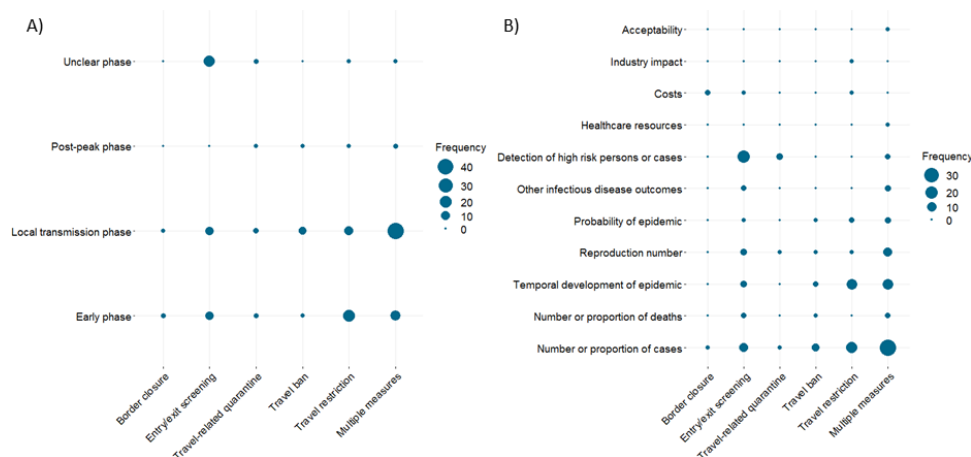 A)
Unclear phase
Post-peak phase
Local transmission phase
Early phase
Frequency
40
30
20
10
0
Border closure
Entry/exit screening
Travel-related quarantine
Travel ban
Travel restriction
Multiple measures
B)
Acceptability
Industry impact
Costs
Healthcare resources
Detection of high risk persons or cases
Other infectious disease outcomes
Probability of epidemic
Reproduction number
Temporal development of epidemic
Number or proportion of deaths
Number or proportion of cases
Frequency
30
20
10
0
Border closure
Entry/exit screening
Travel-related quarantine
Travel ban
Travel restriction
Multiple measures